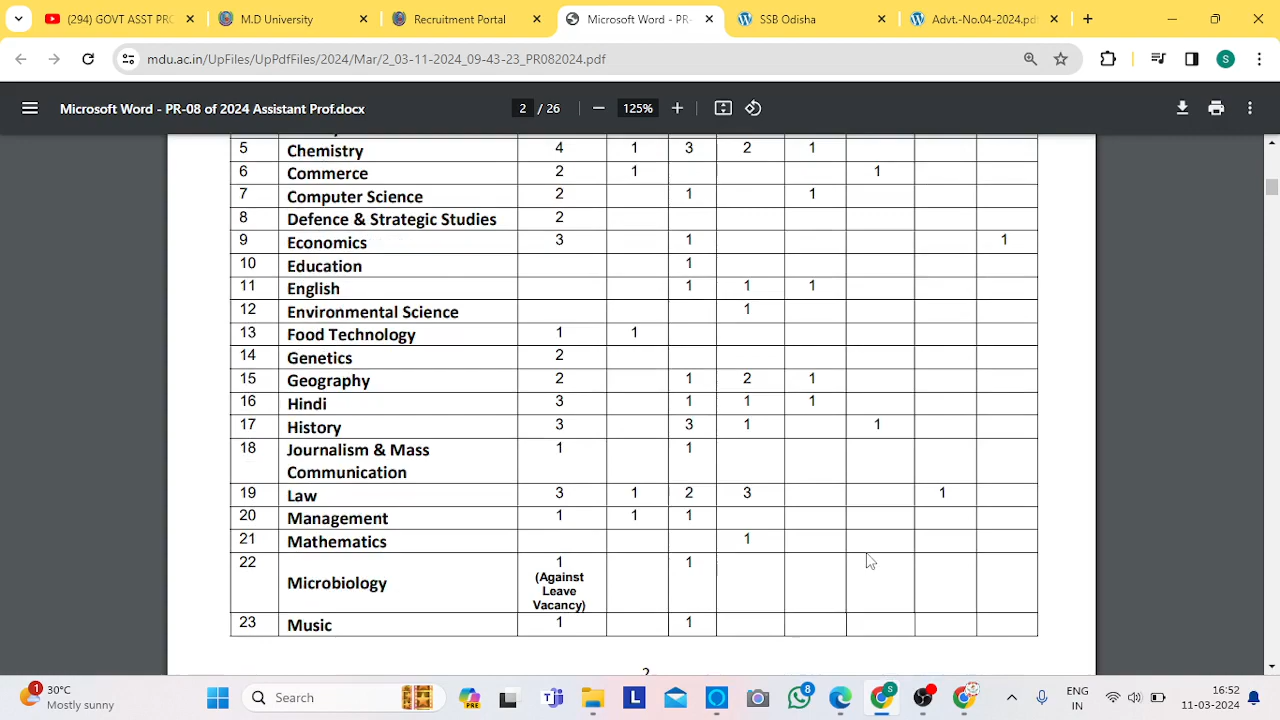 (294) GOVT ASST PRO
M.D University
Recruitment Portal
Microsoft Word - PR-
SSB Odisha
Advt.-No.04-2024.pdf
mdu.ac.in/UpFiles/UpPdfFiles/2024/Mar/2_03-11-2024_09-43-23_PR082024.pdf
S
Microsoft Word - PR-08 of 2024 Assistant Prof.docx
2 / 26
125%
5 Chemistry 4 1 3 2 1
6 Commerce 2 1 1
7 Computer Science 2 1 1
8 Defence & Strategic Studies 2
9 Economics 3 1 1
10 Education 1
11 English 1 1 1
12 Environmental Science 1
13 Food Technology 1 1
14 Genetics 2
15 Geography 2 1 2 1
16 Hindi 3 1 1 1
17 History 3 3 1 1
18 Journalism & Mass 1 1
Communication
19 Law 3 1 2 3 1
20 Management 1 1 1
21 Mathematics 1
22 Microbiology 1 1
(Against
Leave
Vacancy)
23 Music 1 1
2
1
30°C
Mostly sunny
Search
PRE
L
8
S
ENG
IN
16:52
11-03-2024